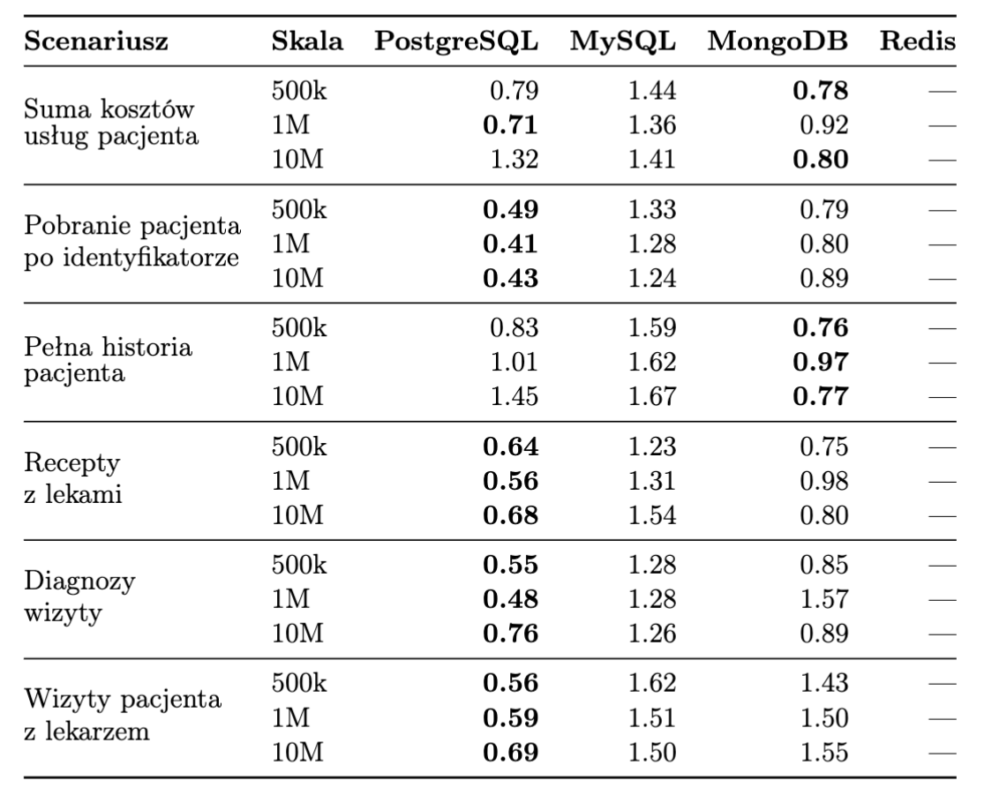 Scenariusz Skala PostgreSQL MySQL MongoDB Redis
Suma kosztów
usług pacjenta
500k 0.79 1.44 0.78 —
1M 0.71 1.36 0.92 —
10M 1.32 1.41 0.80 —
Pobranie pacjenta
po identyfikatorze
500k 0.49 1.33 0.79 —
1M 0.41 1.28 0.80 —
10M 0.43 1.24 0.89 —
Pełna historia
pacjenta
500k 0.83 1.59 0.76 —
1M 1.01 1.62 0.97 —
10M 1.45 1.67 0.77 —
Recepty
z lekami
500k 0.64 1.23 0.75 —
1M 0.56 1.31 0.98 —
10M 0.68 1.54 0.80 —
Diagnozy
wizyty
500k 0.55 1.28 0.85 —
1M 0.48 1.28 1.57 —
10M 0.76 1.26 0.89 —
Wizyty pacjenta
z lekarzem
500k 0.56 1.62 1.43 —
1M 0.59 1.51 1.50 —
10M 0.69 1.50 1.55 —